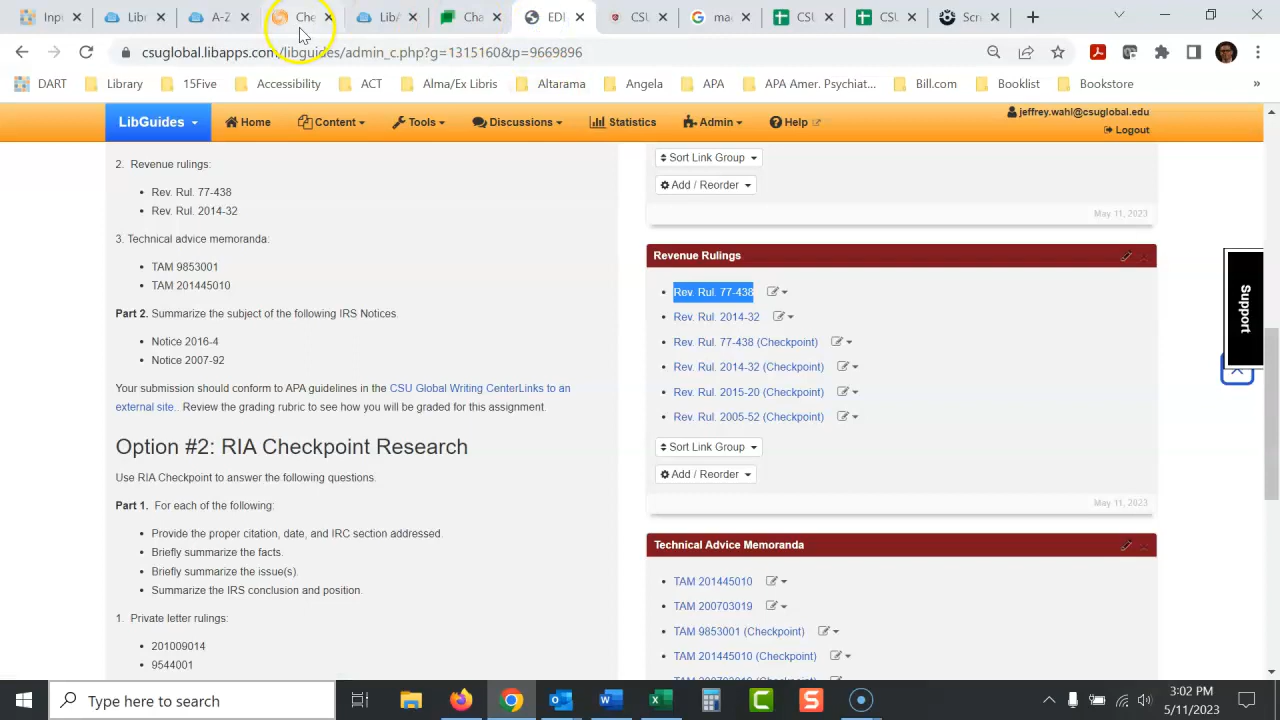 Inp
Lib
A-Z
Che
LibA
Cha
EDI
CSU
ma
CSU
CSU
Scr
csuglobal.libapps.com/libguides/admin_c.php?g=1315160&p=9669896
DART
Library
15Five
Accessibility
ACT
Alma/Ex Libris
Altarama
Angela
APA
APA Amer. Psychiat...
Bill.com
Booklist
Bookstore
»
LibGuides
Home
Content
Tools
Discussions
Statistics
Admin
Help
jeffrey.wahl@csuglobal.edu
Logout
2. Revenue rulings:
• Rev. Rul. 77-438
• Rev. Rul. 2014-32
3. Technical advice memoranda:
• TAM 9853001
• TAM 201445010
Part 2. Summarize the subject of the following IRS Notices.
• Notice 2016-4
• Notice 2007-92
Your submission should conform to APA guidelines in the CSU Global Writing CenterLinks to an
external site.. Review the grading rubric to see how you will be graded for this assignment.
Option #2: RIA Checkpoint Research
Use RIA Checkpoint to answer the following questions.
Part 1. For each of the following:
• Provide the proper citation, date, and IRC section addressed.
• Briefly summarize the facts.
• Briefly summarize the issue(s).
• Summarize the IRS conclusion and position.
1. Private letter rulings:
• 201009014
• 9544001
Sort Link Group
Add / Reorder
May 11, 2023
Revenue Rulings
• Rev. Rul. 77-438
• Rev. Rul. 2014-32
• Rev. Rul. 77-438 (Checkpoint)
• Rev. Rul. 2014-32 (Checkpoint)
• Rev. Rul. 2015-20 (Checkpoint)
• Rev. Rul. 2005-52 (Checkpoint)
Sort Link Group
Add / Reorder
May 11, 2023
Technical Advice Memoranda
• TAM 201445010
• TAM 200703019
• TAM 9853001 (Checkpoint)
• TAM 201445010 (Checkpoint)
Support
Type here to search
3:02 PM
5/11/2023